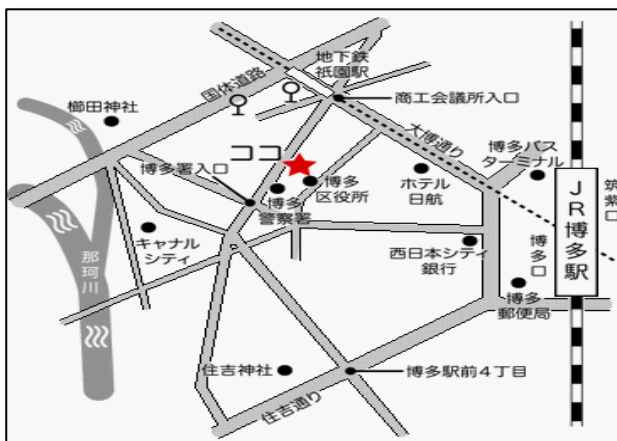 地下鉄
祇園駅
国体道路
櫛田神社
商工会議所入口
大博通り
博多バス
ターミナル
ココ
博多署入口
博多
区役所
博多
警察署
ホテル
日航
筑紫口
JR博多駅
博多口
キャナル
シティ
那珂川
西日本シティ
銀行
博多
郵便局
住吉神社
博多駅前4丁目
住吉通り